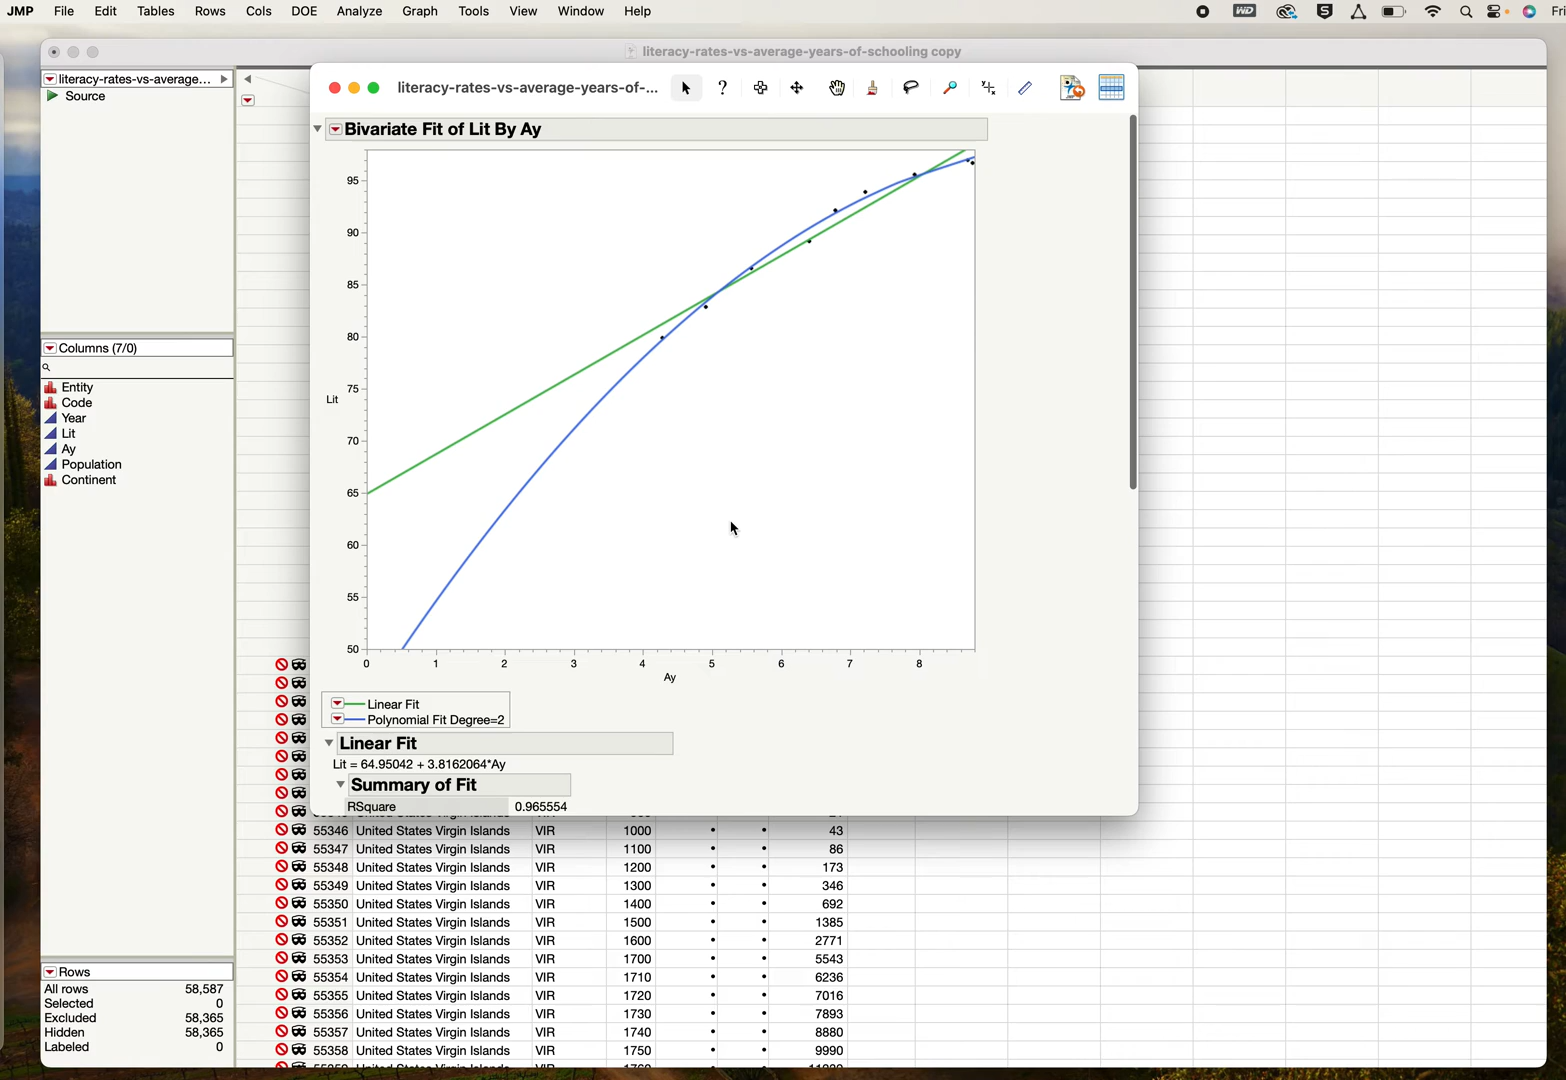 JMP File Edit Tables Rows Cols DOE Analyze Graph Tools View Window Help
WD S Fri
literacy-rates-vs-average-years-of-schooling copy
literacy-rates-vs-average...
Source
literacy-rates-vs-average-years-of-...
Bivariate Fit of Lit By Ay
95
90
85
80
75
Lit
70
65
60
55
50
0 1 2 3 4 5 6 7 8
Ay
Linear Fit
Polynomial Fit Degree=2
Linear Fit
Lit = 64.95042 + 3.8162064*Ay
Summary of Fit
RSquare 0.965554
Columns (7/0)
Entity
Code
Year
Lit
Ay
Population
Continent
55346 United States Virgin Islands VIR 1000 • • 43
55347 United States Virgin Islands VIR 1100 • • 86
55348 United States Virgin Islands VIR 1200 • • 173
55349 United States Virgin Islands VIR 1300 • • 346
55350 United States Virgin Islands VIR 1400 • • 692
55351 United States Virgin Islands VIR 1500 • • 1385
55352 United States Virgin Islands VIR 1600 • • 2771
55353 United States Virgin Islands VIR 1700 • • 5543
55354 United States Virgin Islands VIR 1710 • • 6236
55355 United States Virgin Islands VIR 1720 • • 7016
55356 United States Virgin Islands VIR 1730 • • 7893
55357 United States Virgin Islands VIR 1740 • • 8880
55358 United States Virgin Islands VIR 1750 • • 9990
Rows
All rows 58,587
Selected 0
Excluded 58,365
Hidden 58,365
Labeled 0